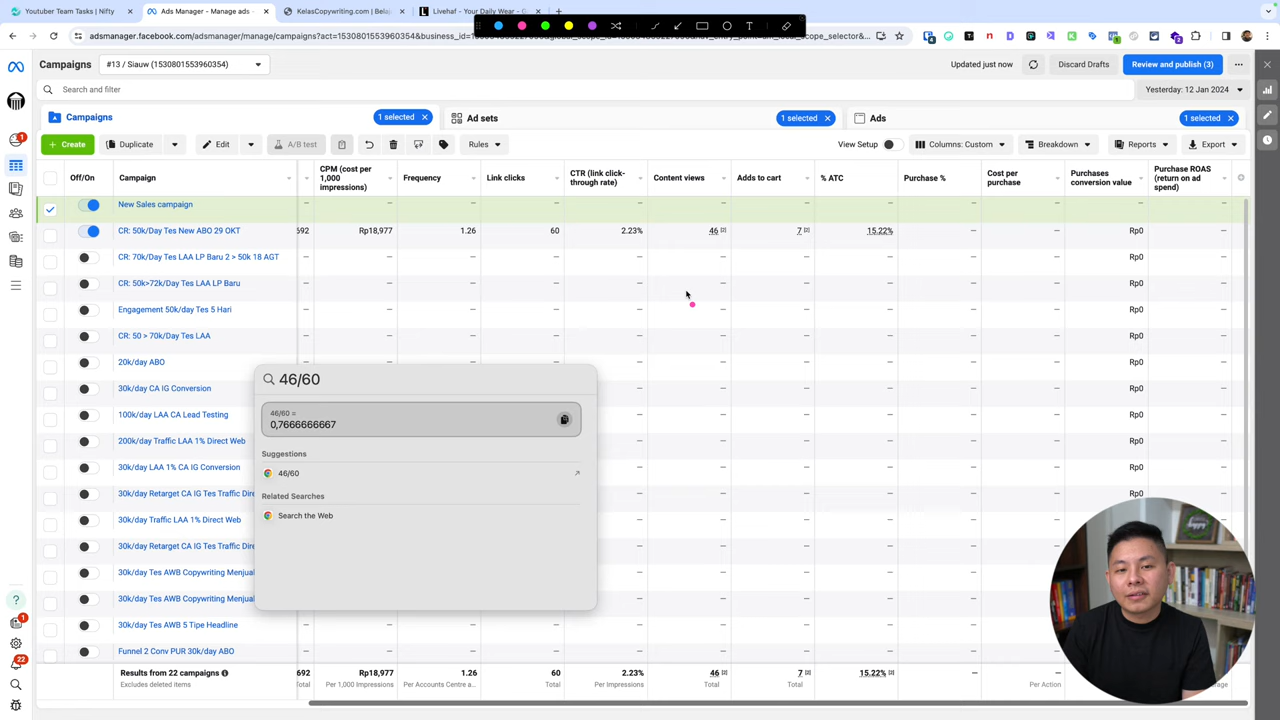 Youtuber Team Tasks | Nifty
Ads Manager - Manage ads -
KelasCopywriting.com | Belaj
Livehaf - Your Daily Wear - G
adsmanager.facebook.com/adsmanager/manage/campaigns?act=1530801553960354&business_id=
Campaigns
#13 / Siauw (1530801553960354)
Updated just now
Discard Drafts
Review and publish (3)
Search and filter
Yesterday: 12 Jan 2024
Campaigns
1 selected
Ad sets
1 selected
Ads
1 selected
+ Create
Duplicate
Edit
A/B test
Rules
View Setup
Columns: Custom
Breakdown
Reports
Export
Off/On
Campaign
CPM (cost per 1,000 impressions)
Frequency
Link clicks
CTR (link click-through rate)
Content views
Adds to cart
% ATC
Purchase %
Cost per purchase
Purchases conversion value
Purchase ROAS (return on ad spend)
New Sales campaign
— — — — — — — — — — —
CR: 50k/Day Tes New ABO 29 OKT
692 Rp18,977 1.26 60 2.23% 46 [2] 7 [2] 15.22% — — Rp0 —
CR: 70k/Day Tes LAA LP Baru 2 > 50k 18 AGT
— — — — — — — — — Rp0 —
CR: 50k>72k/Day Tes LAA LP Baru
— — — — — — — — — Rp0 —
Engagement 50k/day Tes 5 Hari
— — — — — — — — — Rp0 —
CR: 50 > 70k/Day Tes LAA
— — — — — — — — — Rp0 —
20k/day ABO
— — — — — — — — — Rp0 —
30k/day CA IG Conversion
Rp0
100k/day LAA CA Lead Testing
Rp0
200k/day Traffic LAA 1% Direct Web
Rp0
30k/day LAA 1% CA IG Conversion
Rp0
30k/day Retarget CA IG Tes Traffic Dire
Rp0
30k/day Traffic LAA 1% Direct Web
30k/day Retarget CA IG Tes Traffic Dire
30k/day Tes AWB Copywriting Menjual
30k/day Tes AWB Copywriting Menjual
30k/day Tes AWB 5 Tipe Headline
Funnel 2 Conv PUR 30k/day ABO
46/60
46/60 =
0,7666666667
Suggestions
46/60
Related Searches
Search the Web
Results from 22 campaigns
692 Rp18,977 1.26 60 2.23% 46 [2] 7 [2] 15.22% [2] — —
Excludes deleted items
Total Per 1,000 Impressions Per Accounts Centre a... Total Per Impressions Total Total Per Action
1
1
22
2